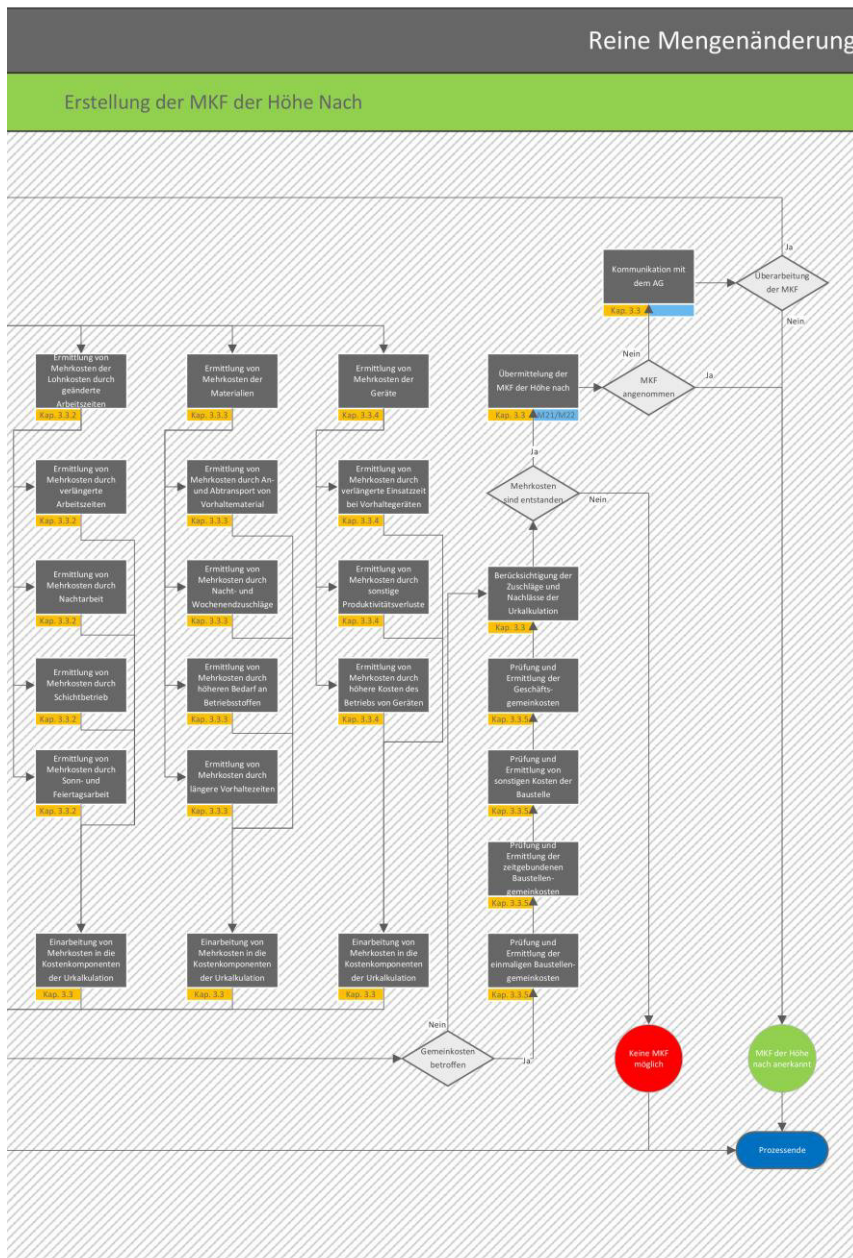 Reine Mengenänderung
Erstellung der MKF der Höhe Nach
Ja
Kommunikation mit
dem AG
Kap. 3.3
Überarbeitung
der MKF
Nein
Nein
Ermittlung von
Mehrkosten der
Lohnkosten durch
geänderte
Arbeitszeiten
Kap. 3.3.2
Ermittlung von
Mehrkosten der
Materialien
Kap. 3.3.3
Ermittlung von
Mehrkosten der
Geräte
Kap. 3.3.4
Übermittelung der
MKF der Höhe nach
Kap. 3.3
M21/M22
MKF
angenommen
Ja
Ja
Ermittlung von
Mehrkosten durch
verlängerte
Arbeitszeiten
Kap. 3.3.2
Ermittlung von
Mehrkosten durch An-
und Abtransport von
Vorhaltematerial
Kap. 3.3.3
Ermittlung von
Mehrkosten durch
verlängerte Einsatzzeit
bei Vorhaltegeräten
Kap. 3.3.4
Mehrkosten
sind entstanden
Nein
Ermittlung von
Mehrkosten durch
Nachtarbeit
Kap. 3.3.2
Ermittlung von
Mehrkosten durch
Nacht- und
Wochenendzuschläge
Kap. 3.3.3
Ermittlung von
Mehrkosten durch
sonstige
Produktivitätsverluste
Kap. 3.3.4
Berücksichtigung der
Zuschläge und
Nachlässe der
Urkalkulation
Kap. 3.3
Ermittlung von
Mehrkosten durch
Schichtbetrieb
Kap. 3.3.2
Ermittlung von
Mehrkosten durch
höheren Bedarf an
Betriebsstoffen
Kap. 3.3.3
Ermittlung von
Mehrkosten durch
höhere Kosten des
Betriebs von Geräten
Kap. 3.3.4
Prüfung und
Ermittlung der
Geschäfts-
gemeinkosten
Kap. 3.3.5
Ermittlung von
Mehrkosten durch
Sonn- und
Feiertagsarbeit
Kap. 3.3.2
Ermittlung von
Mehrkosten durch
längere Vorhaltezeiten
Kap. 3.3.3
Prüfung und
Ermittlung von
sonstigen Kosten der
Baustelle
Kap. 3.3.5
Prüfung und
Ermittlung der
zeitgebundenen
Baustellen-
gemeinkosten
Kap. 3.3.5
Einarbeitung von
Mehrkosten in die
Kostenkomponenten
der Urkalkulation
Kap. 3.3
Einarbeitung von
Mehrkosten in die
Kostenkomponenten
der Urkalkulation
Kap. 3.3
Einarbeitung von
Mehrkosten in die
Kostenkomponenten
der Urkalkulation
Kap. 3.3
Prüfung und
Ermittlung der
einmaligen Baustellen-
gemeinkosten
Kap. 3.3.5
Nein
Gemeinkosten
betroffen
Ja
Keine MKF
möglich
MKF der Höhe
nach anerkannt
Prozessende